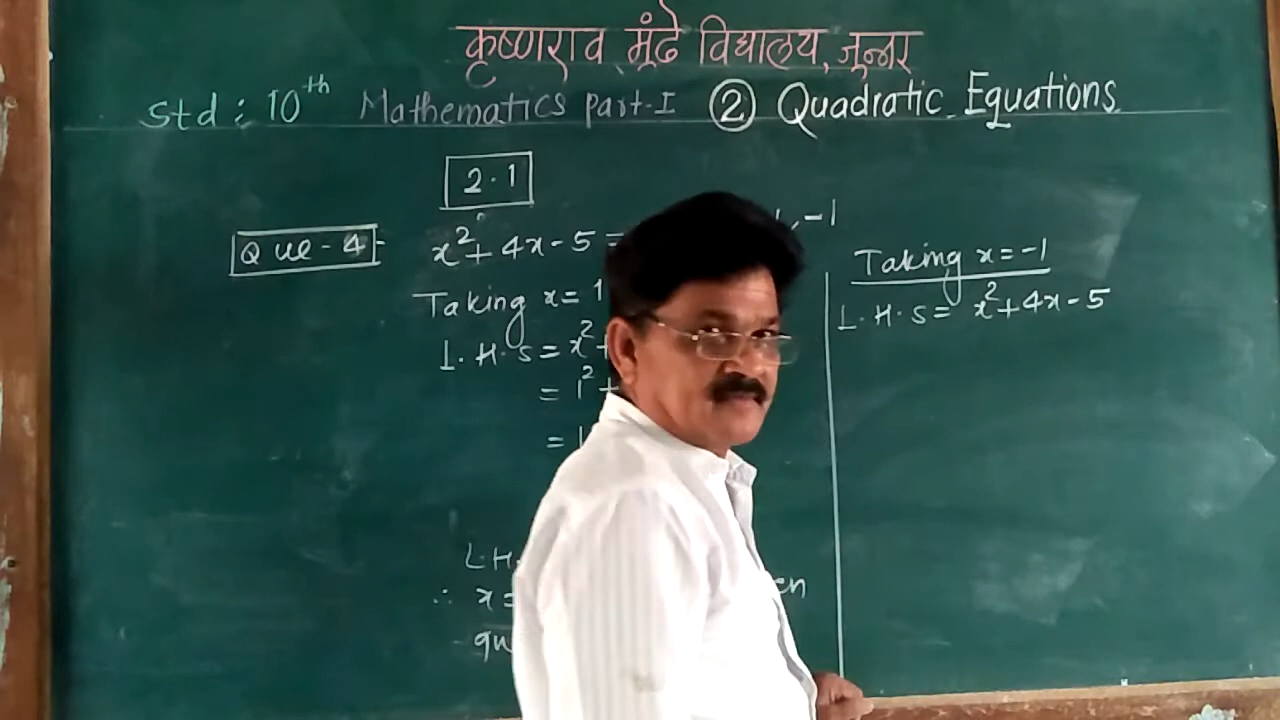 कृष्णराव मुंढे विद्यालय, जुन्नर
Std : 10th Mathematics part-I ② Quadratic Equations
2.1
Que-4 x²+4x-5 = , -1
Taking x= 1
L.H.S = x²+
= 1²+
= 1
L.H.
∴ x= en
qu
Taking x=-1
L.H.S = x²+4x-5